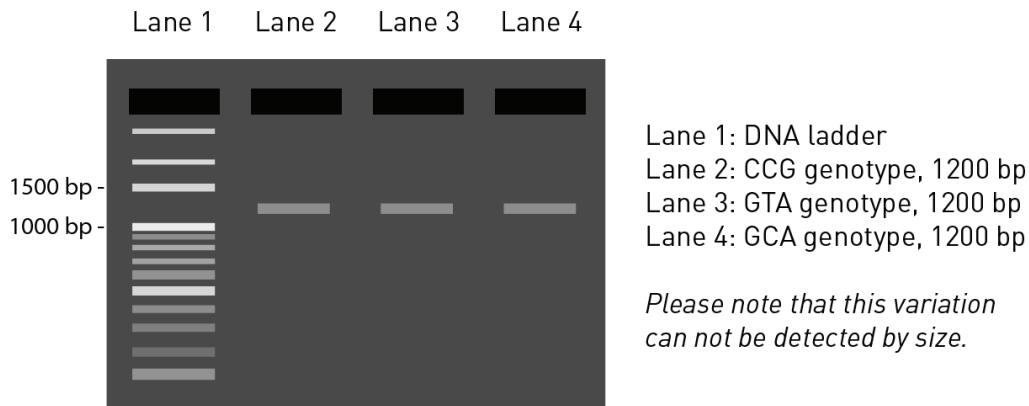 Lane 1 Lane 2 Lane 3 Lane 4
1500 bp -
1000 bp -
Lane 1: DNA ladder
Lane 2: CCG genotype, 1200 bp
Lane 3: GTA genotype, 1200 bp
Lane 4: GCA genotype, 1200 bp
Please note that this variation
can not be detected by size.